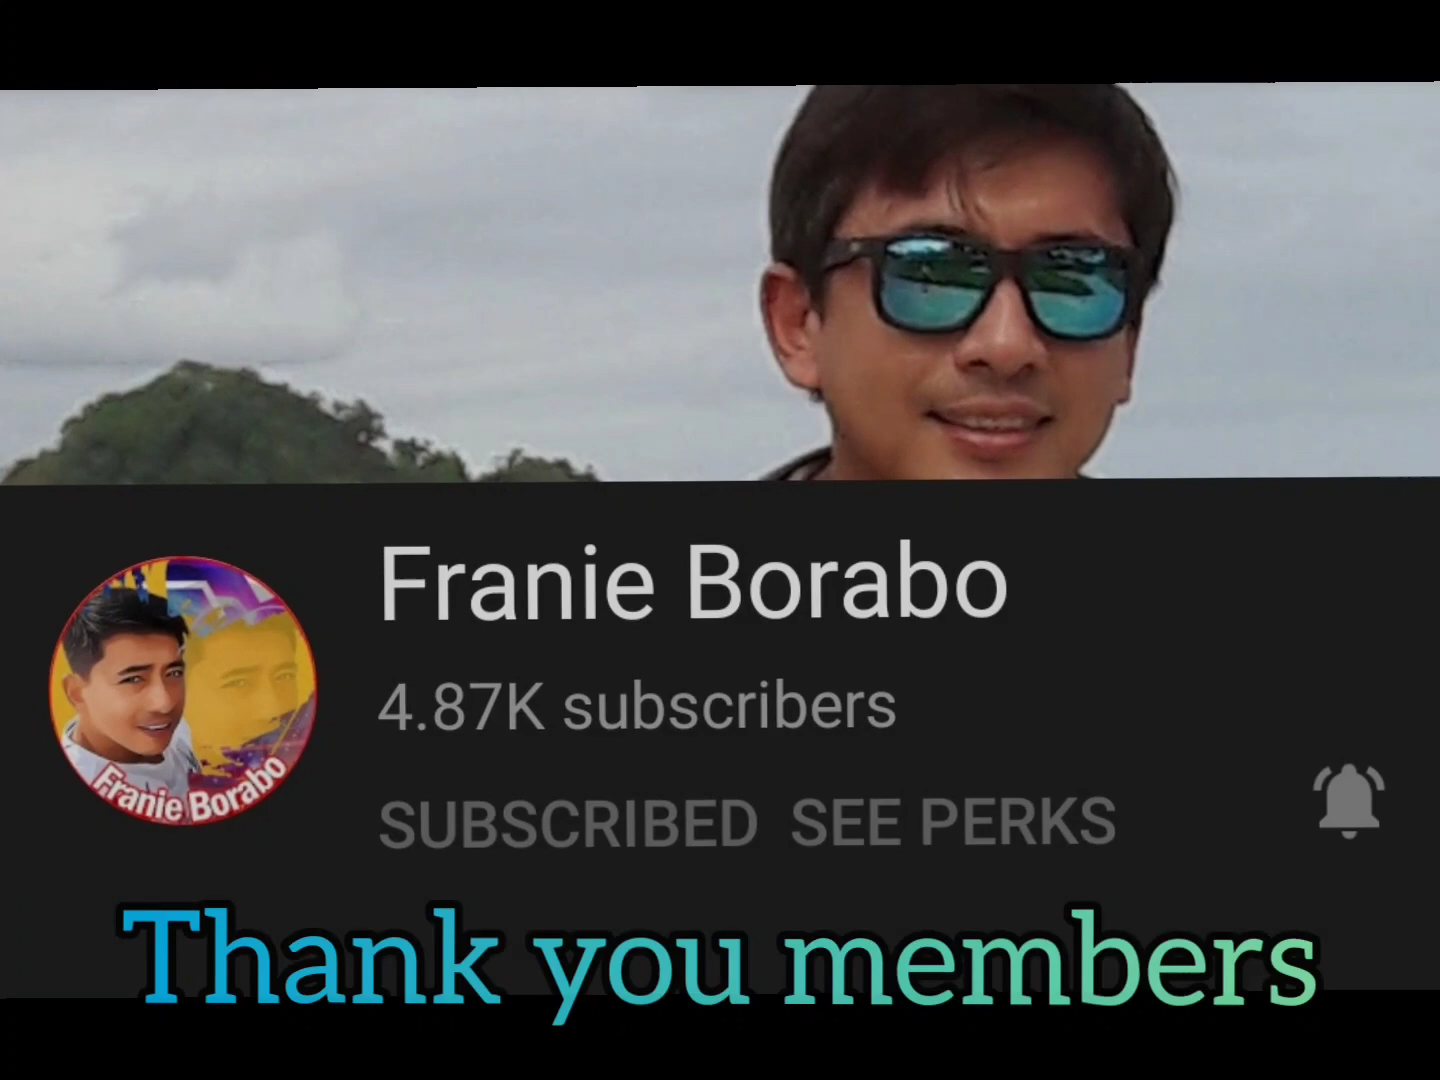 Franie Borabo
4.87K subscribers
SUBSCRIBED SEE PERKS
Franie Borabo
Thank you members